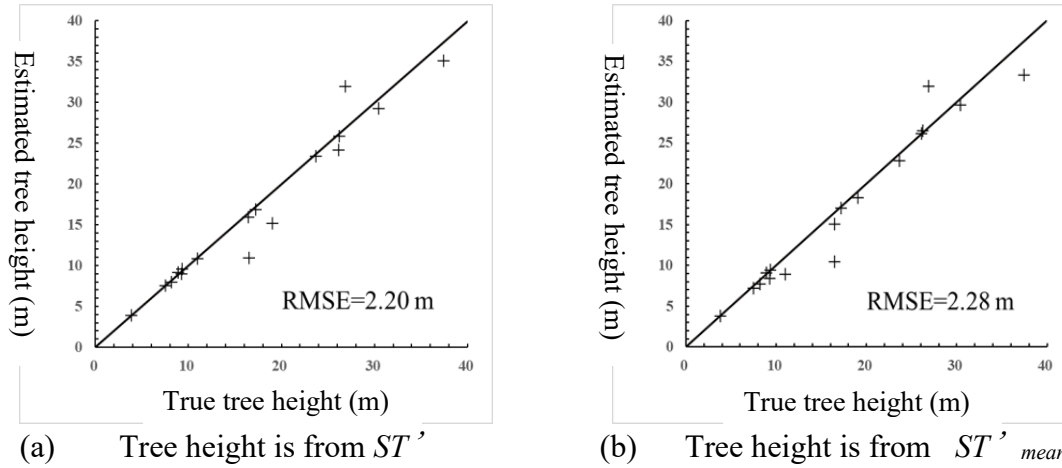 40
35
30
25
20
15
10
5
0
Estimated tree height (m)
RMSE=2.20 m
0 10 20 30 40
True tree height (m)
(a) Tree height is from ST’
40
35
30
25
20
15
10
5
0
Estimated tree height (m)
RMSE=2.28 m
0 10 20 30 40
True tree height (m)
(b) Tree height is from ST’ mean